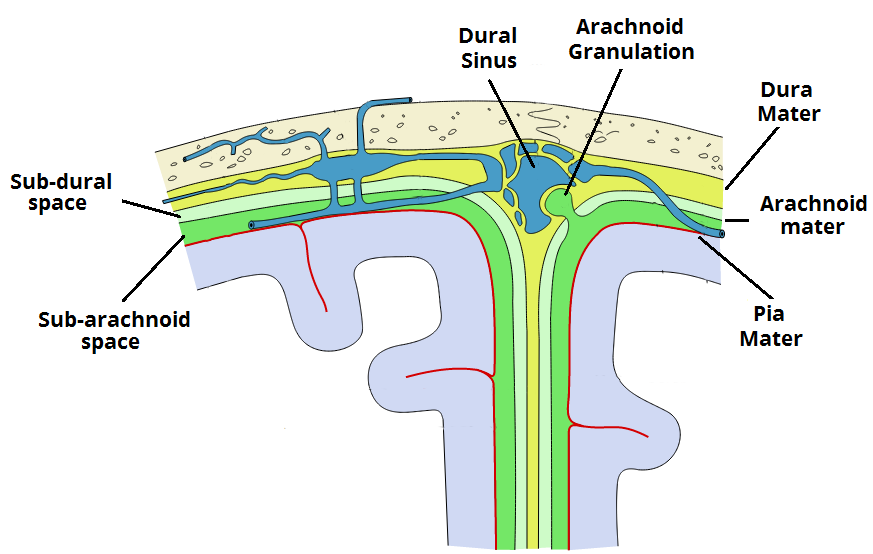 Dural
Sinus
Arachnoid
Granulation
Dura
Mater
Sub-dural
space
Arachnoid
mater
Sub-arachnoid
space
Pia
Mater